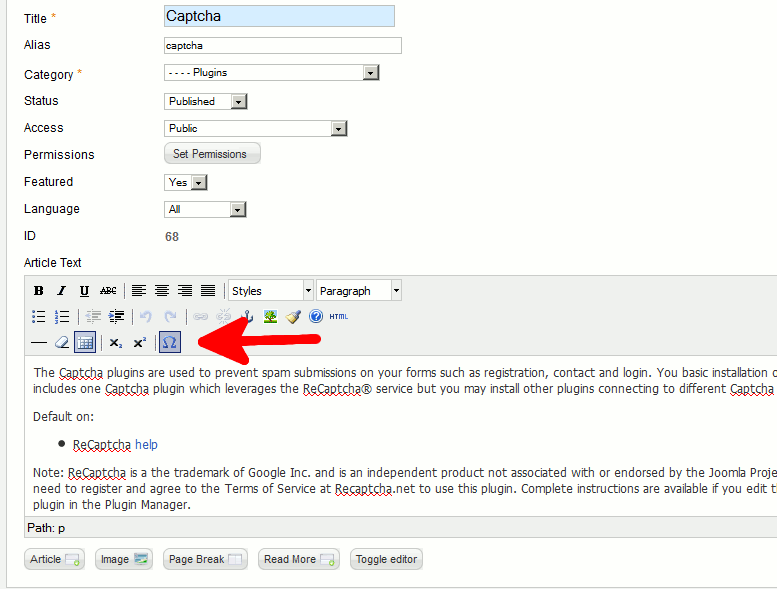 Title *
Captcha
Alias
captcha
Category *
- - - - Plugins
Status
Published
Access
Public
Permissions
Set Permissions
Featured
Yes
Language
All
ID
68
Article Text
B I U ABC Styles Paragraph
HTML
X₂ X² Ω
The Captcha plugins are used to prevent spam submissions on your forms such as registration, contact and login. You basic installation o
includes one Captcha plugin which leverages the ReCaptcha® service but you may install other plugins connecting to different Captcha
Default on:
• ReCaptcha help
Note: ReCaptcha is a the trademark of Google Inc. and is an independent product not associated with or endorsed by the Joomla Proje
need to register and agree to the Terms of Service at Recaptcha.net to use this plugin. Complete instructions are available if you edit t
plugin in the Plugin Manager.
Path: p
Article Image Page Break Read More Toggle editor